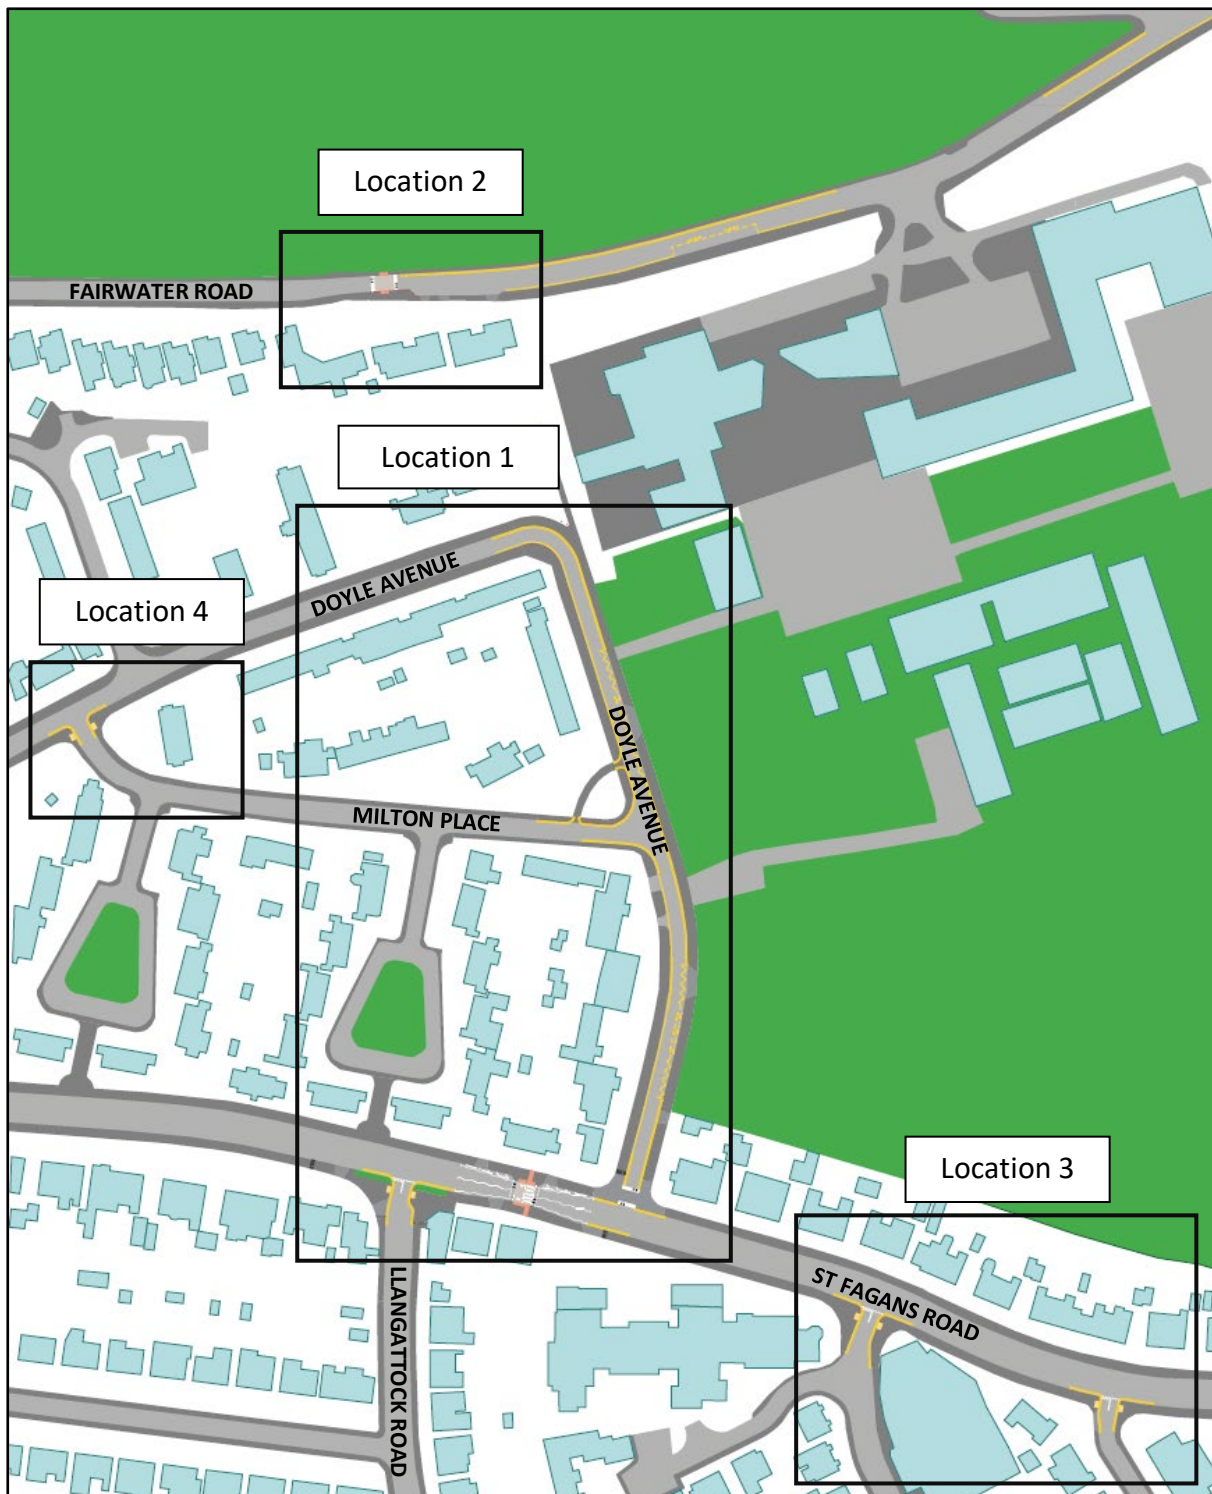 Location 2
FAIRWATER ROAD
Location 1
DOYLE AVENUE
Location 4
DOYLE AVENUE
MILTON PLACE
Location 3
ST FAGANS ROAD
LLANGATTOCK ROAD